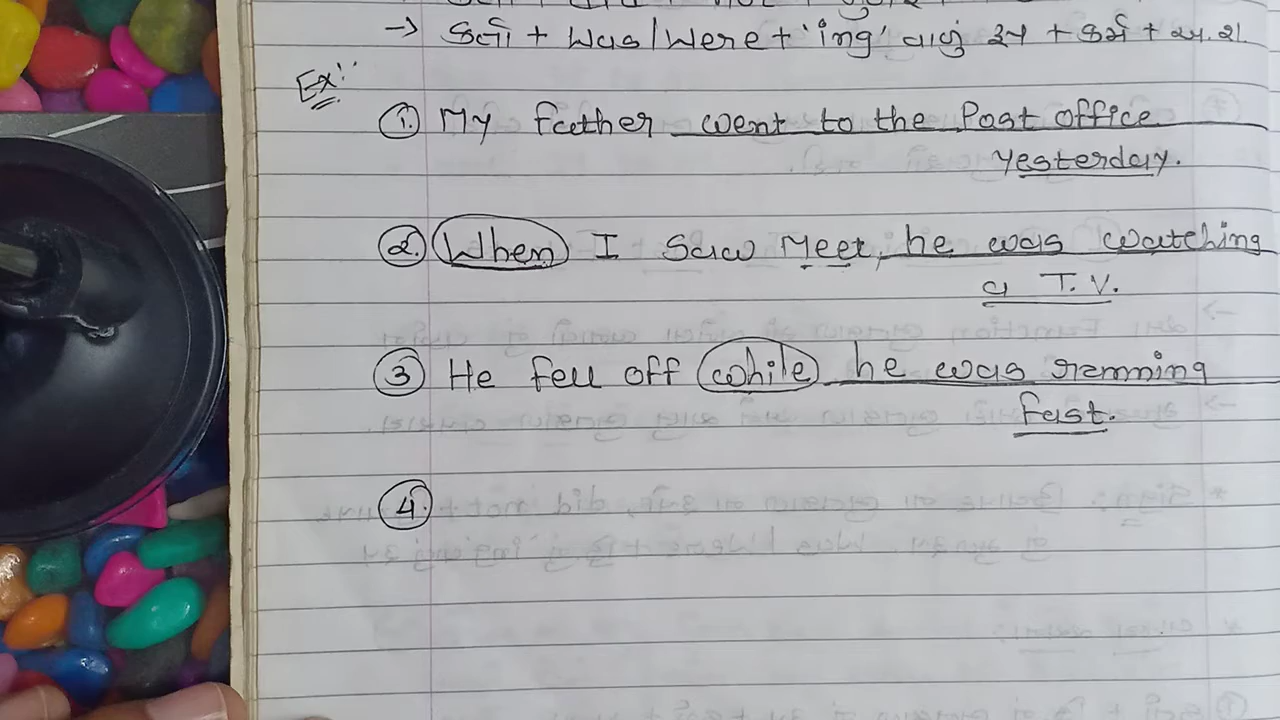 → કર્તા + was/were + 'ing' વાળું રૂપ + કર્મ + અ.શ.
Ex:-
①. My father went to the Post office
yesterday.
②. When I saw Meet, he was watching
a T.V.
③ He fell off while he was running
fast.
④.